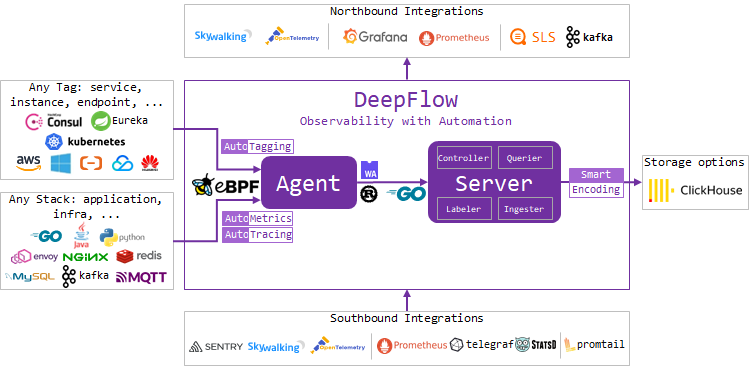 Northbound Integrations
Skywalking
OpenTelemetry
Grafana
Prometheus
SLS
kafka
Any Tag: service,
instance, endpoint, ...
HashiCorp
Consul
Eureka
kubernetes
aws
HUAWEI
Any Stack: application,
infra, ...
GO
Java
python
envoy
NGINX
redis
MySQL
kafka
MQTT
DeepFlow
Observability with Automation
AutoTagging
eBPF
Agent
AutoMetrics
AutoTracing
WA
R
GO
Controller
Querier
Server
Labeler
Ingester
Smart
Encoding
Storage options
ClickHouse
Southbound Integrations
SENTRY
Skywalking
OpenTelemetry
Prometheus
telegraf
STATSD
promtail